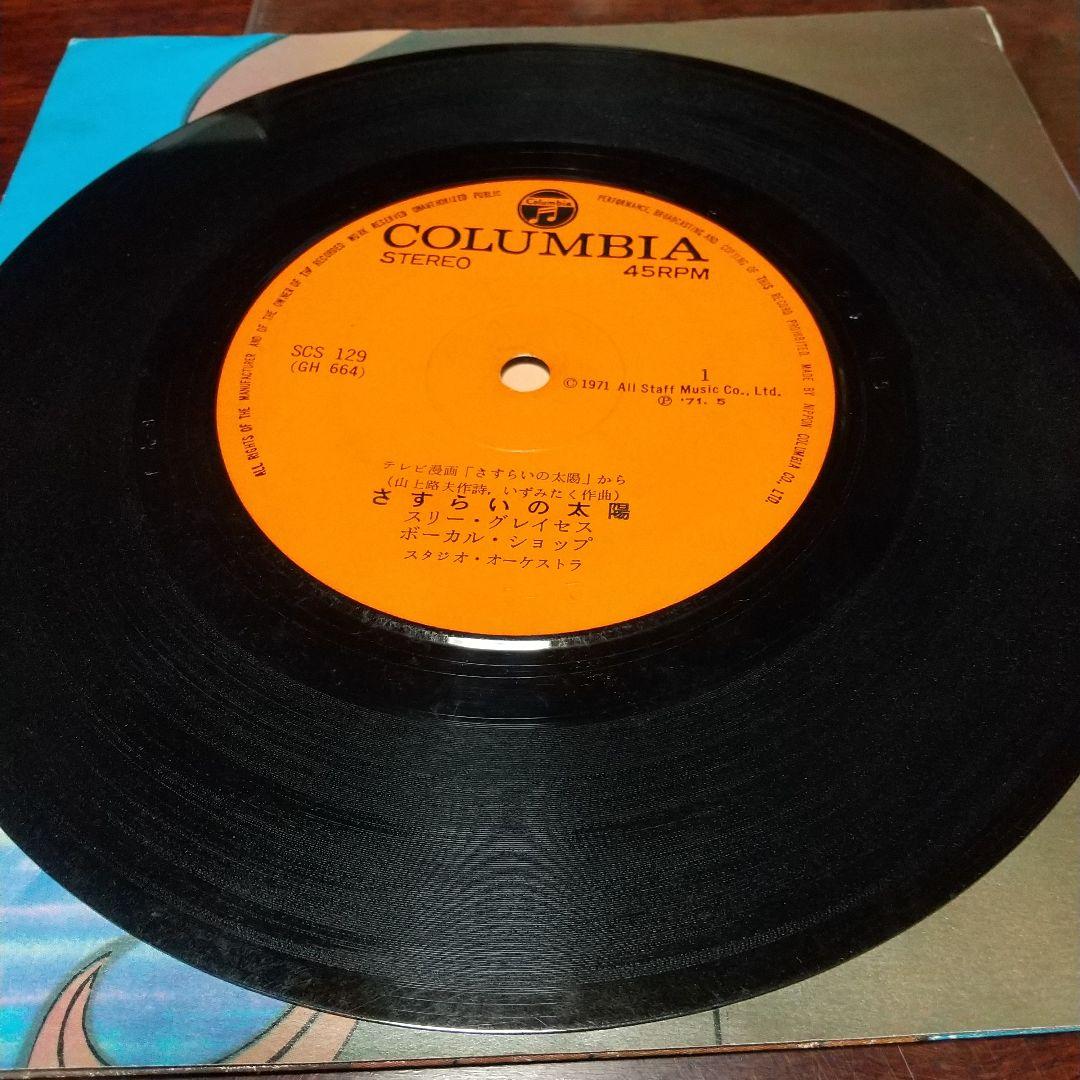 ALL RIGHTS OF THE MANUFACTURER AND OF THE OWNER OF THE RECORDED WORK RESERVED UNAUTHORIZED PUBLIC PERFORMANCE, BROADCASTING AND COPYING OF THIS RECORD PROHIBITED. MADE BY NIPPON COLUMBIA CO., LTD.
Columbia
COLUMBIA
STEREO 45RPM
SCS 129
(GH 664)
1
©1971 All Staff Music Co., Ltd.
Ⓟ '71. 5
テレビ漫画「さすらいの太陽」から
(山上路夫作詩, いずみたく作曲)
さすらいの太陽
スリー・グレイセス
ボーカル・ショップ
スタジオ・オーケストラ